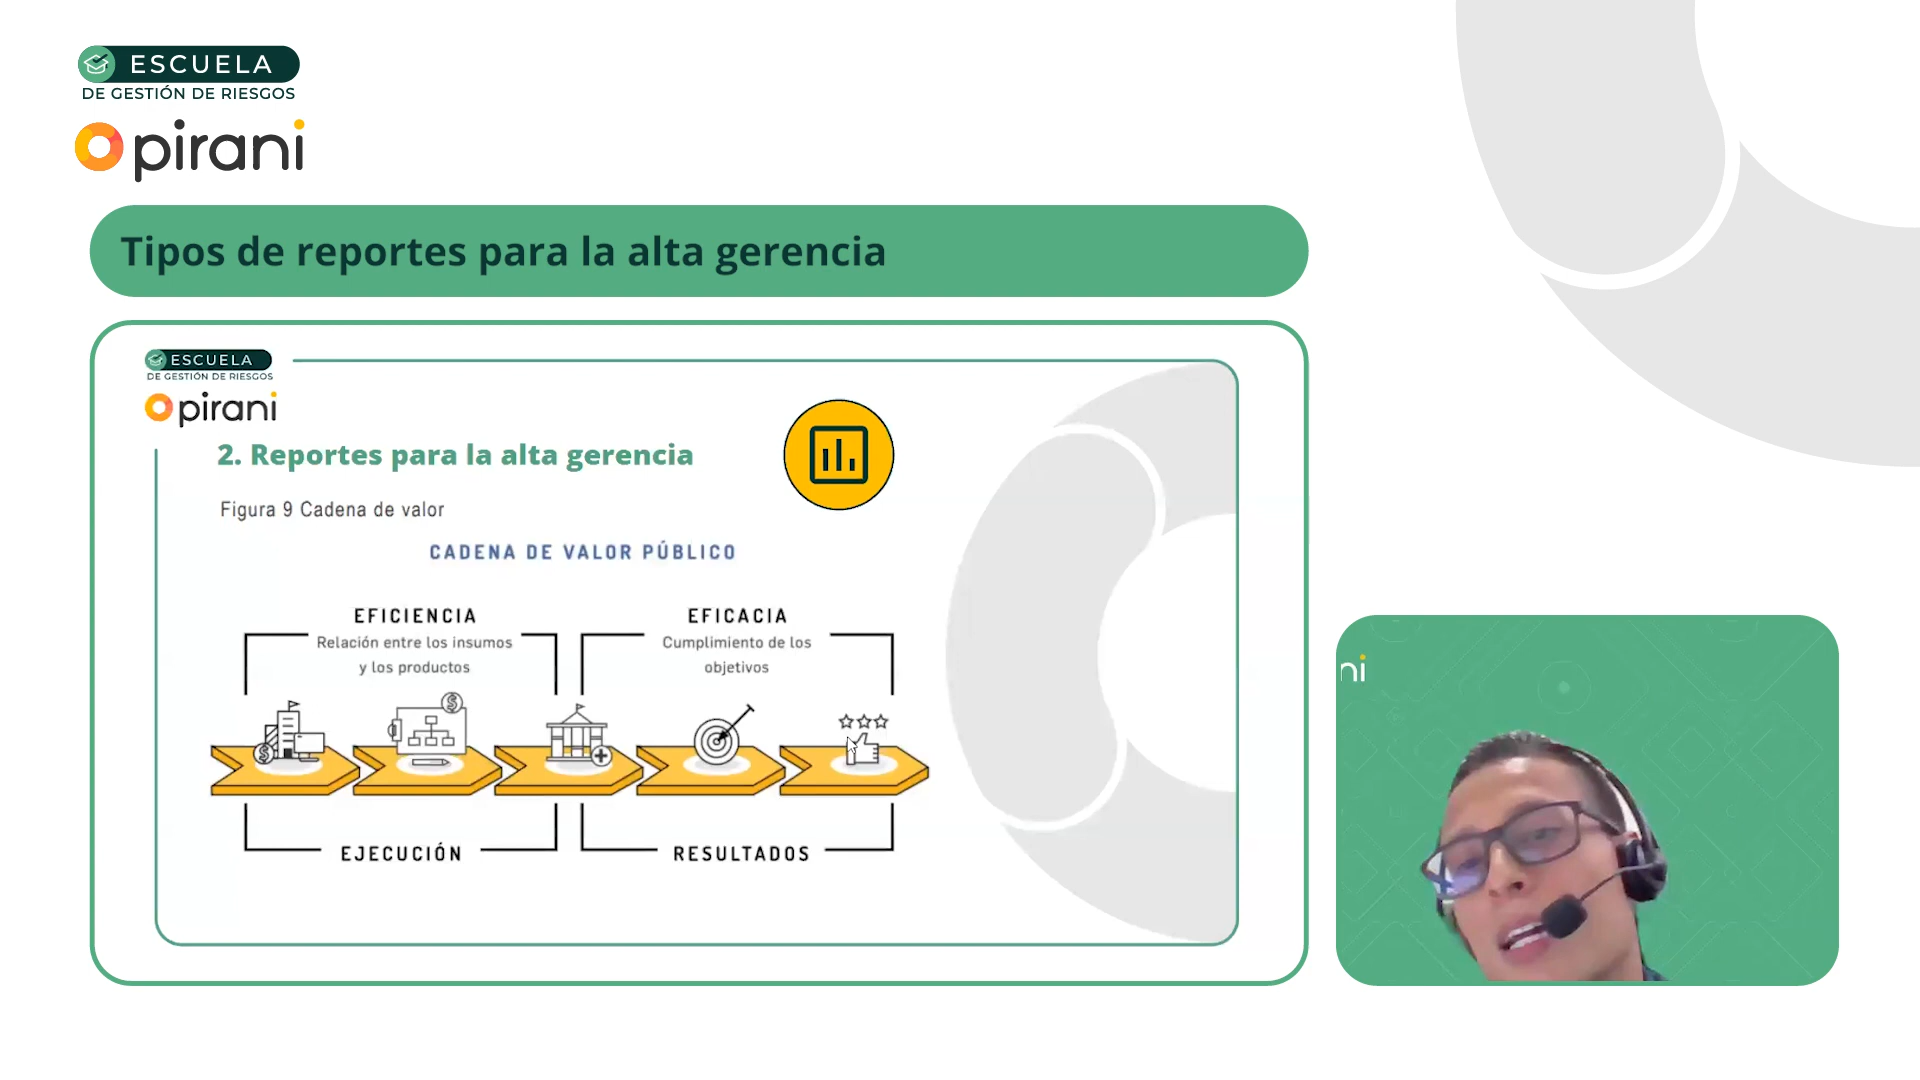 ESCUELA
DE GESTIÓN DE RIESGOS
pirani
Tipos de reportes para la alta gerencia
ESCUELA
DE GESTIÓN DE RIESGOS
pirani
2. Reportes para la alta gerencia
Figura 9 Cadena de valor
CADENA DE VALOR PÚBLICO
EFICIENCIA
Relación entre los insumos
y los productos
EFICACIA
Cumplimiento de los
objetivos
EJECUCIÓN
RESULTADOS
ni